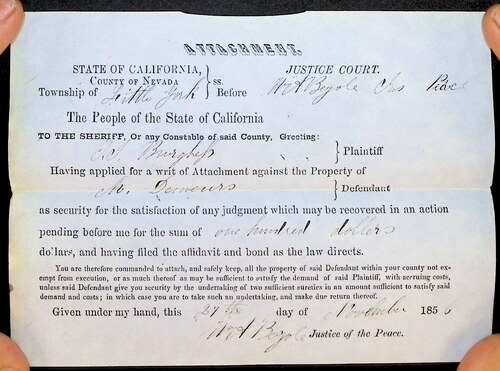 ATTACHMENT.
STATE OF CALIFORNIA, } ss. JUSTICE COURT.
COUNTY OF NEVADA
Township of Little York Before W A Begole Jus Peace
The People of the State of California
TO THE SHERIFF, Or any Constable of said County, Greeting:
Burghess } Plaintiff
Having applied for a writ of Attachment against the Property of
M. } Defendant
as security for the satisfaction of any judgment which may be recovered in an action
pending before me for the sum of one hundred dollars
dollars, and having filed the affidavit and bond as the law directs.
You are therefore commanded to attach, and safely keep, all the property of said Defendant within your county not ex-
empt from execution, or as much thereof as may be sufficient to satisfy the demand of said Plaintiff, with accruing costs,
unless said Defendant give you security by the undertaking of two sufficient sureties in an amount sufficient to satisfy said
demand and costs; in which case you are to take such an undertaking, and make due return thereof.
Given under my hand, this 27th day of November 185
W A Begole Justice of the Peace.